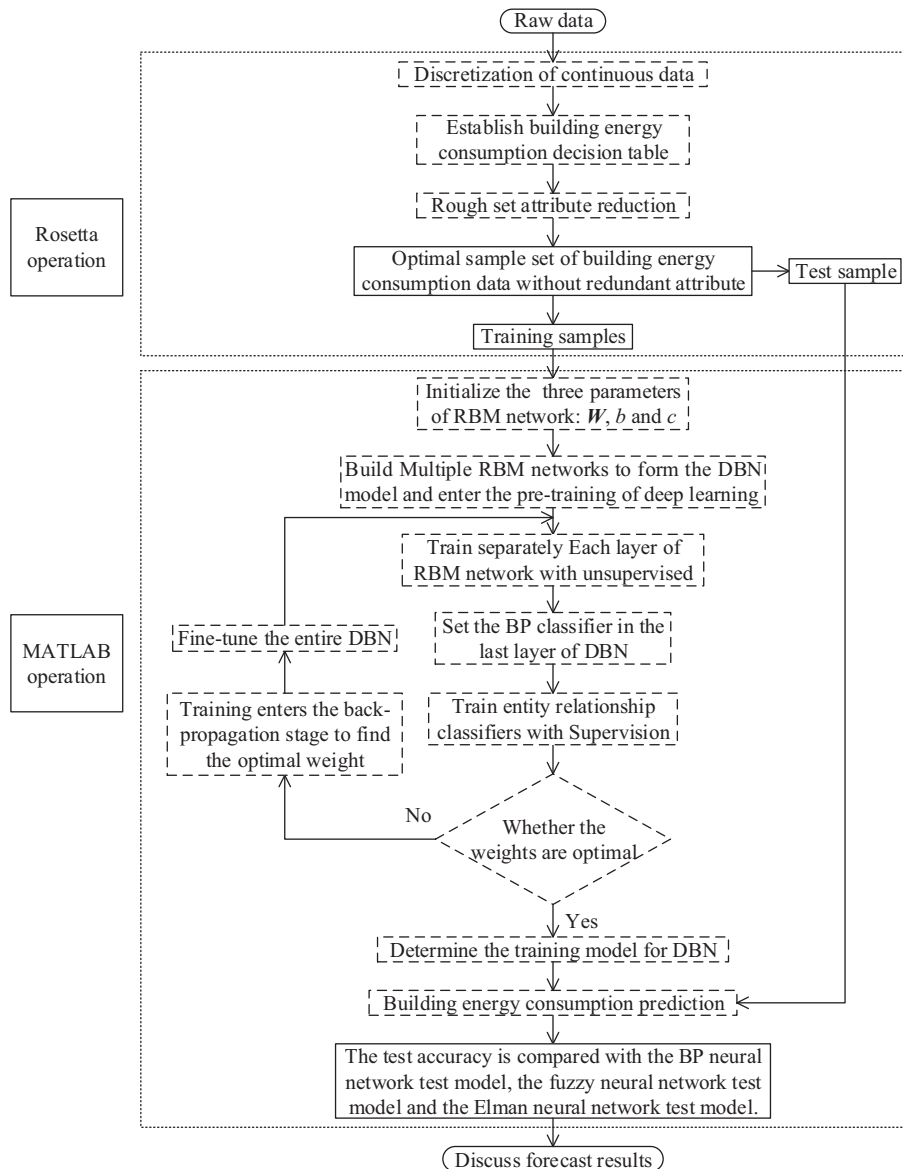 Raw data
Discretization of continuous data
Establish building energy
consumption decision table
Rough set attribute reduction
Rosetta
operation
Optimal sample set of building energy
consumption data without redundant attribute
Test sample
Training samples
Initialize the three parameters
of RBM network: W, b and c
Build Multiple RBM networks to form the DBN
model and enter the pre-training of deep learning
Train separately Each layer of
RBM network with unsupervised
Fine-tune the entire DBN
Set the BP classifier in the
last layer of DBN
MATLAB
operation
Training enters the back-
propagation stage to find
the optimal weight
Train entity relationship
classifiers with Supervision
No
Whether the
weights are optimal
Yes
Determine the training model for DBN
Building energy consumption prediction
The test accuracy is compared with the BP neural
network test model, the fuzzy neural network test
model and the Elman neural network test model.
Discuss forecast results